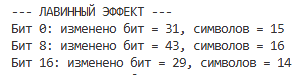 --- ЛАВИННЫЙ ЭФФЕКТ ---
Бит 0: изменено бит = 31, символов = 15
Бит 8: изменено бит = 43, символов = 16
Бит 16: изменено бит = 29, символов = 14